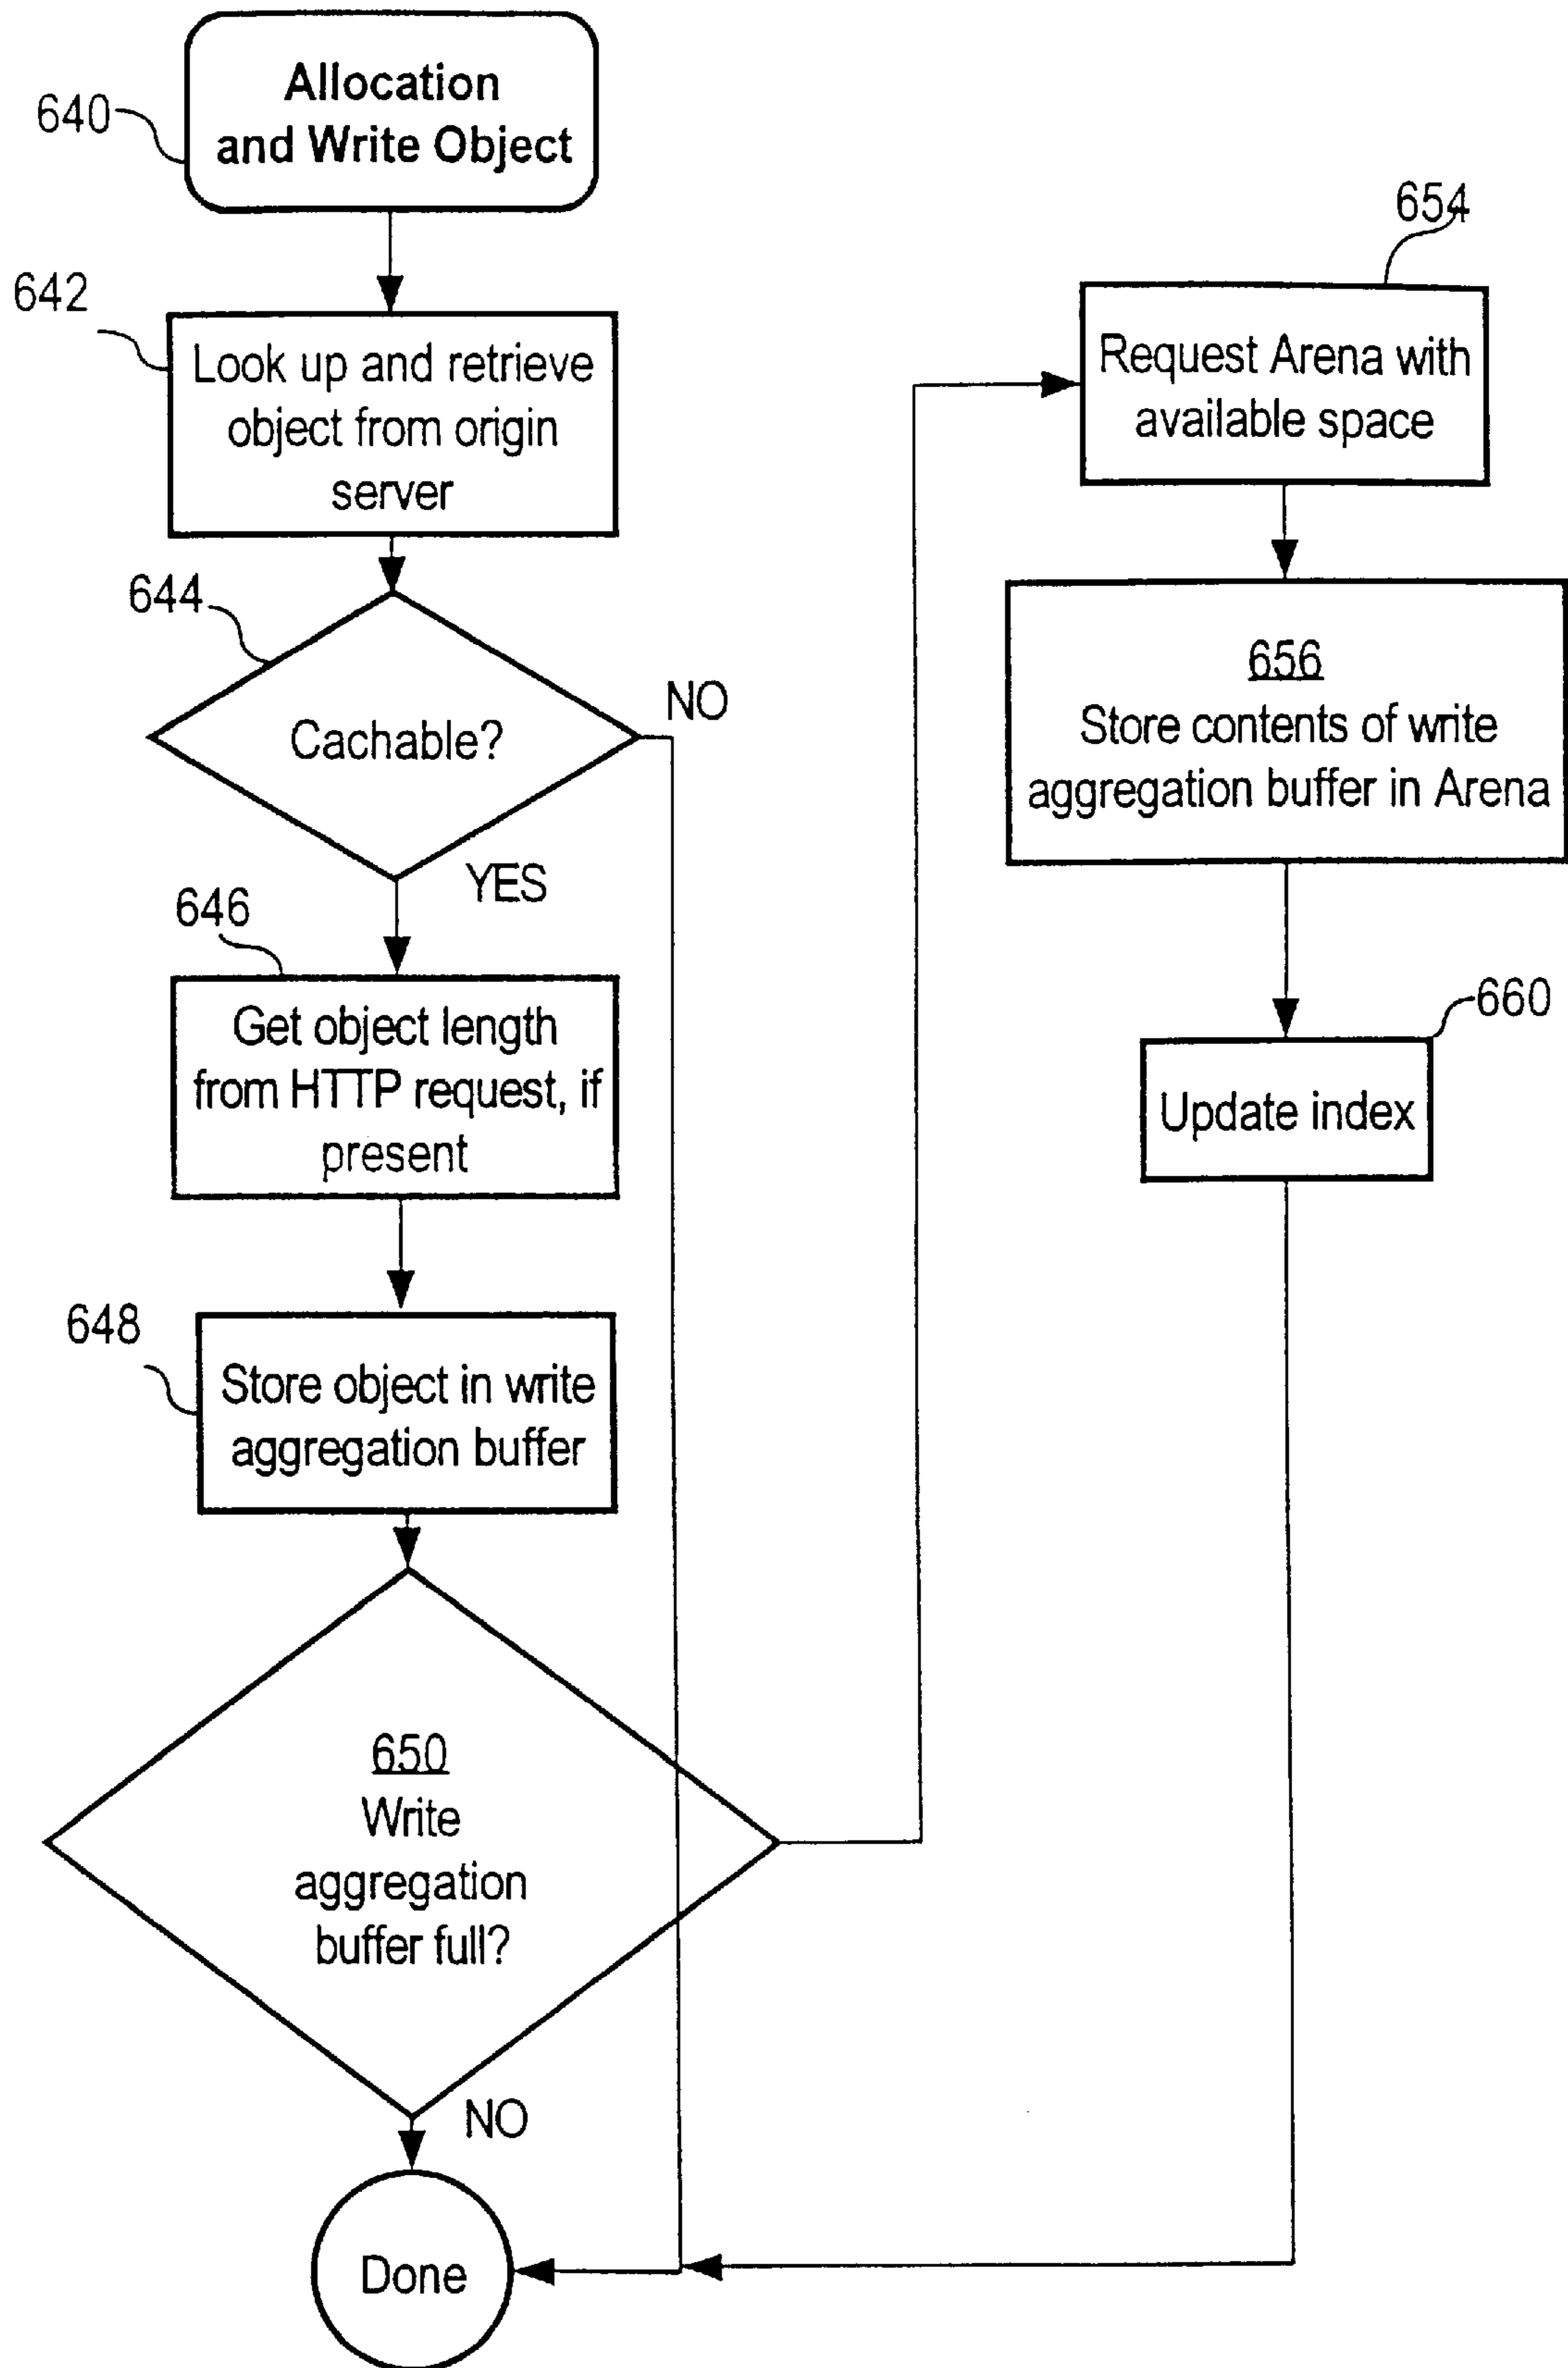 Allocation
and Write Object
640
642
Look up and retrieve
object from origin
server
644
Cachable?
NO
YES
646
Get object length
from HTTP request, if
present
648
Store object in write
aggregation buffer
650
Write
aggregation
buffer full?
NO
Done
654
Request Arena with
available space
656
Store contents of write
aggregation buffer in Arena
660
Update index